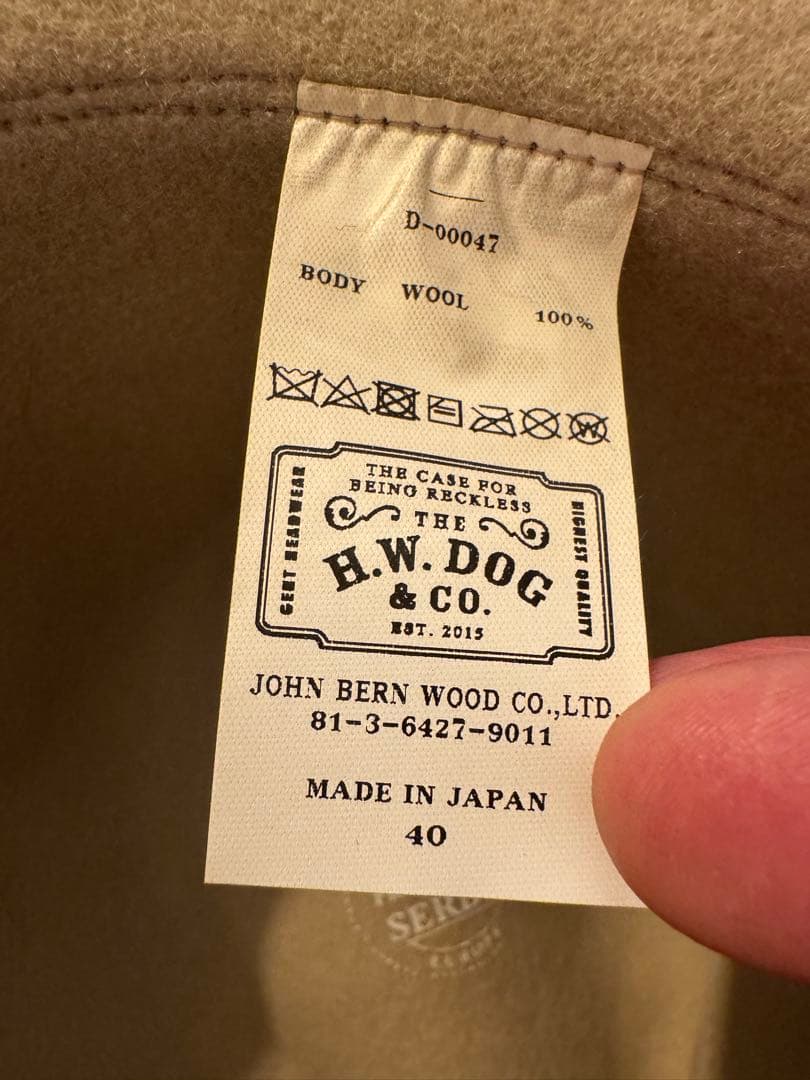 D-00047
BODY WOOL 100%
W
THE CASE FOR
BEING RECKLESS
THE
H.W. DOG
& CO.
EST. 2015
GENT HEADWEAR
HIGHEST QUALITY
JOHN BERN WOOD CO.,LTD.
81-3-6427-9011
MADE IN JAPAN
40